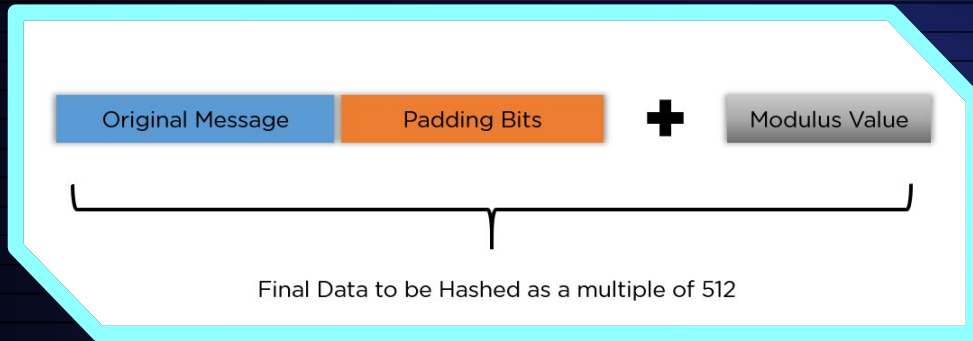 Original Message
Padding Bits
Modulus Value
Final Data to be Hashed as a multiple of 512